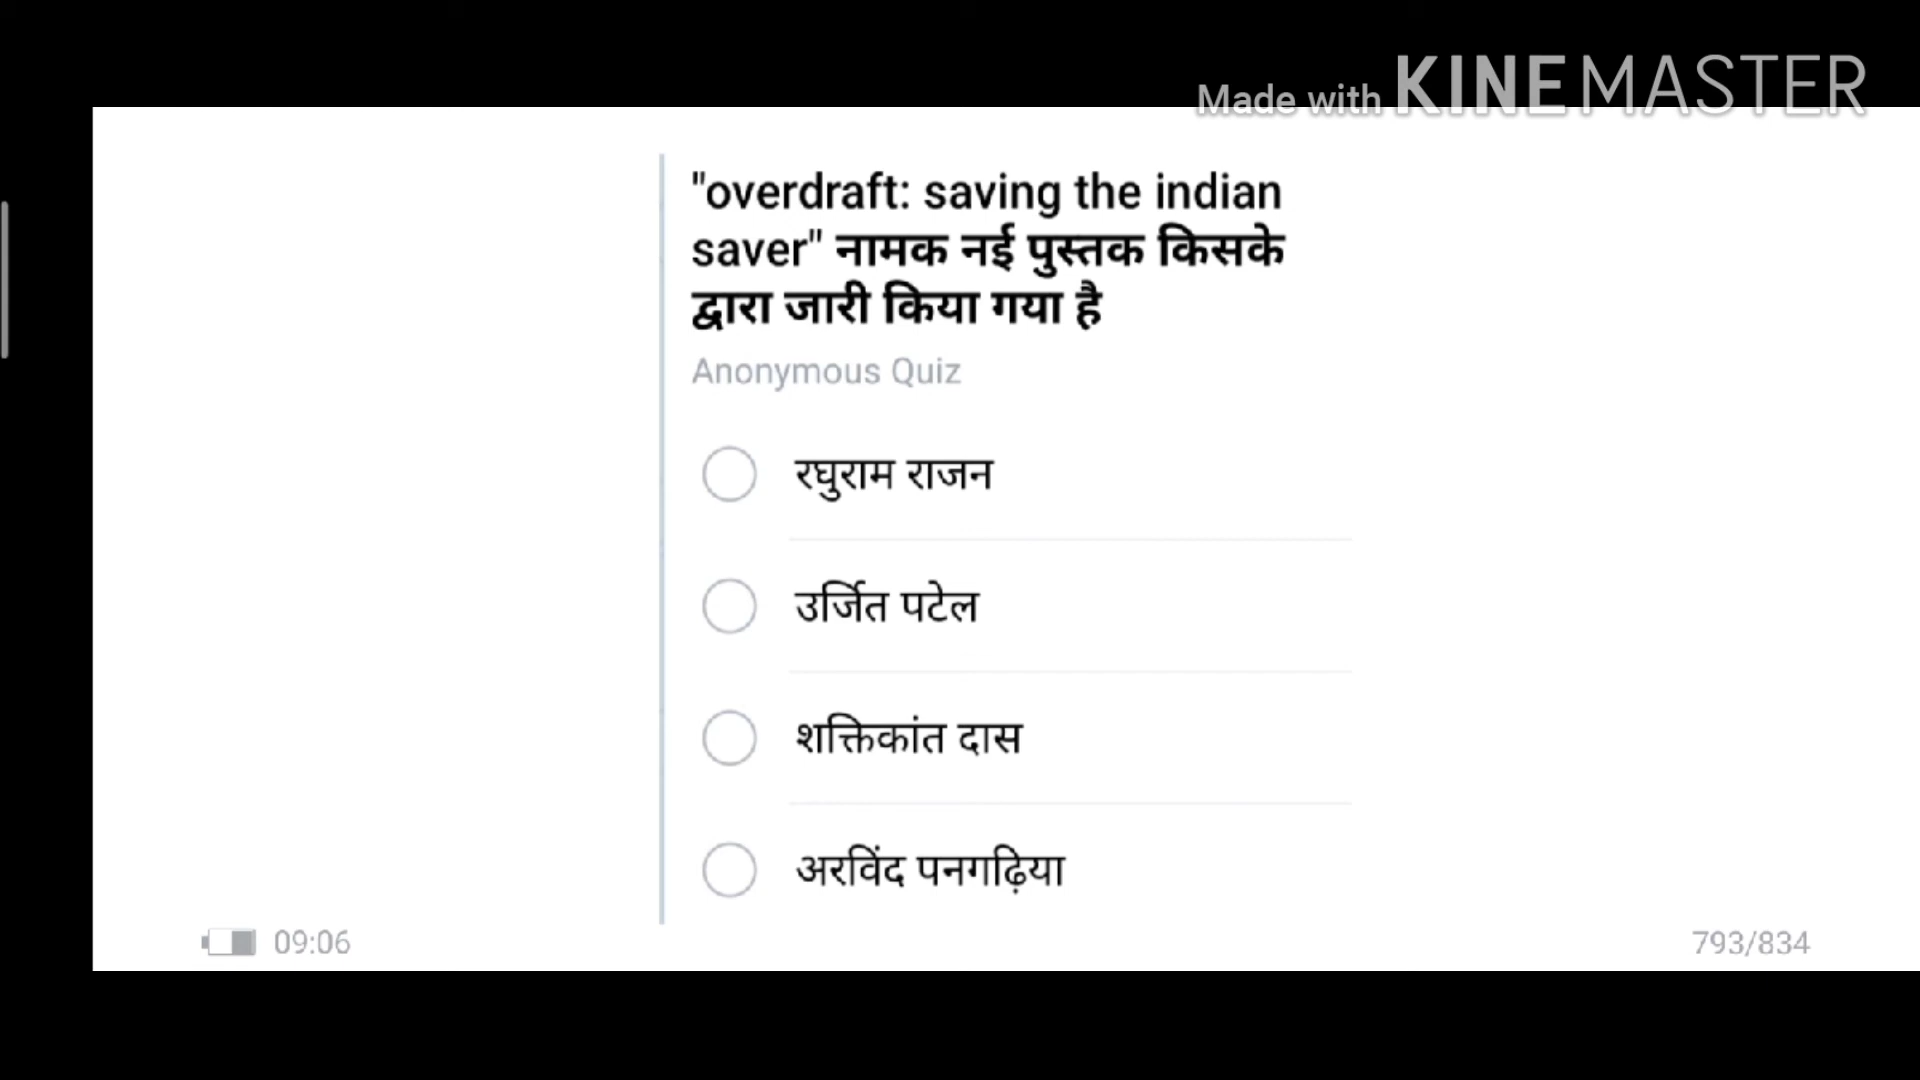 Made with KINEMASTER
"overdraft: saving the indian
saver" नामक नई पुस्तक किसके
द्वारा जारी किया गया है
Anonymous Quiz
रघुराम राजन
उर्जित पटेल
शक्तिकांत दास
अरविंद पनगढ़िया
09:06
793/834